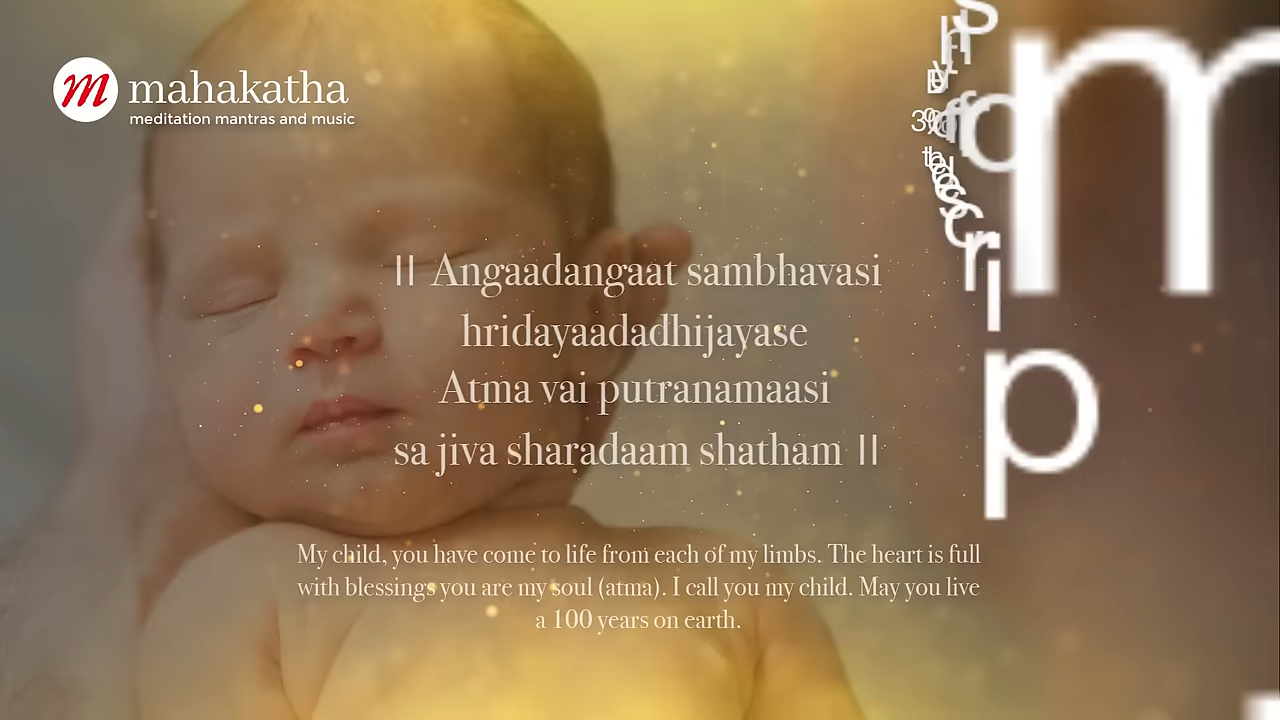 mahakatha
meditation mantras and music
|| Angaadangaat sambhavasi
hridayaadadhijayase
Atma vai putranamaasi
sa jiva sharadaam shatham ||
My child, you have come to life from each of my limbs. The heart is full
with blessings you are my soul (atma). I call you my child. May you live
a 100 years on earth.